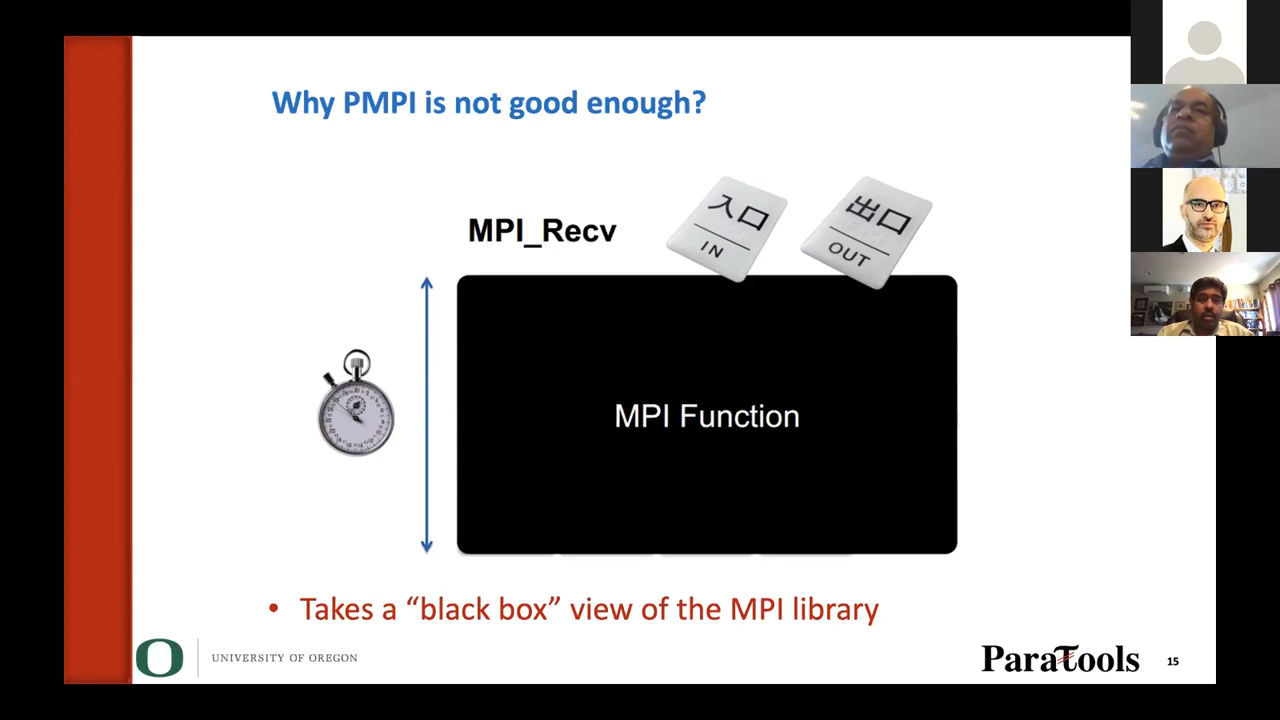 Why PMPI is not good enough?
MPI_Recv
入口
IN
出口
OUT
MPI Function
• Takes a “black box” view of the MPI library
O
UNIVERSITY OF OREGON
ParaTools
15